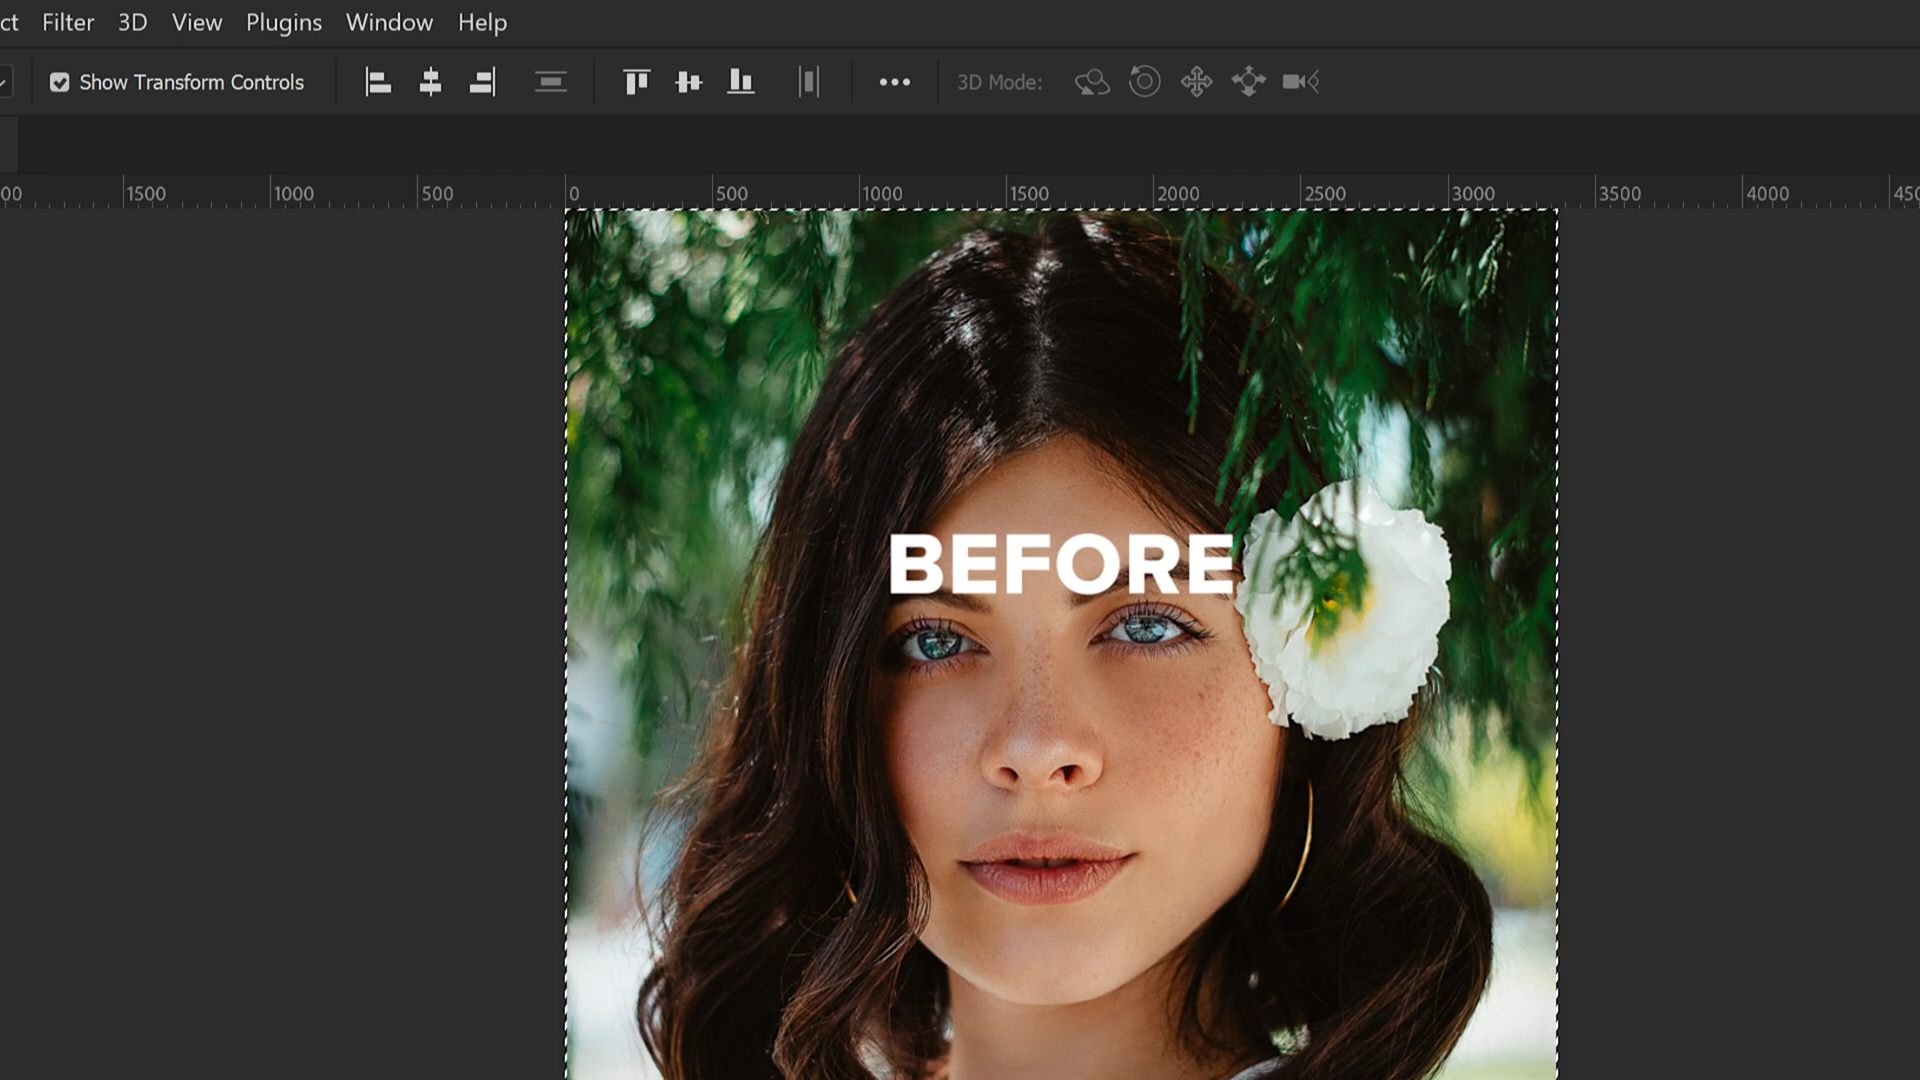 ct Filter 3D View Plugins Window Help
Show Transform Controls 3D Mode:
00 1500 1000 500 0 500 1000 1500 2000 2500 3000 3500 4000 450
BEFORE